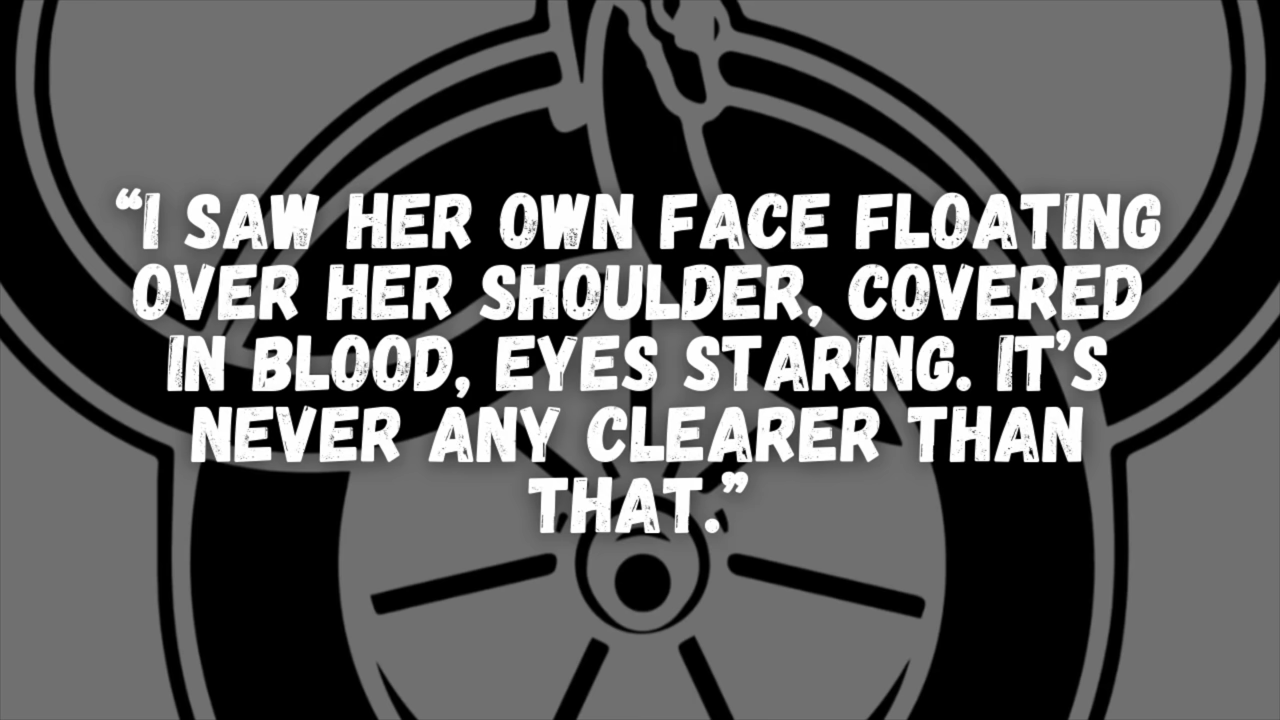 “I SAW HER OWN FACE FLOATING
OVER HER SHOULDER, COVERED
IN BLOOD, EYES STARING. IT’S
NEVER ANY CLEARER THAN
THAT.”